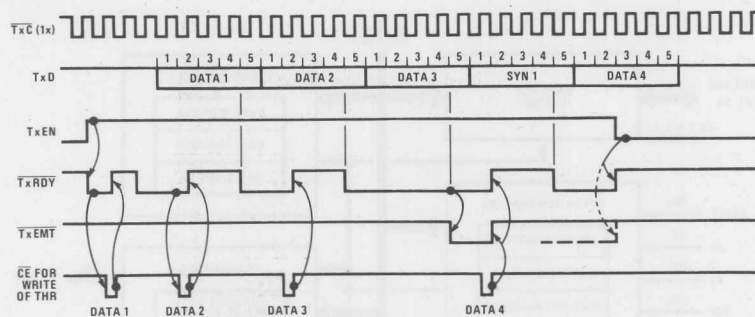 TxC (1x)
1 2 3 4 5 1 2 3 4 5 1 2 3 4 5 1 2 3 4 5 1 2 3 4 5
TxD
DATA 1 DATA 2 DATA 3 SYN 1 DATA 4
TxEN
TxRDY
TxEMT
CE FOR
WRITE
OF THR
DATA 1 DATA 2 DATA 3 DATA 4